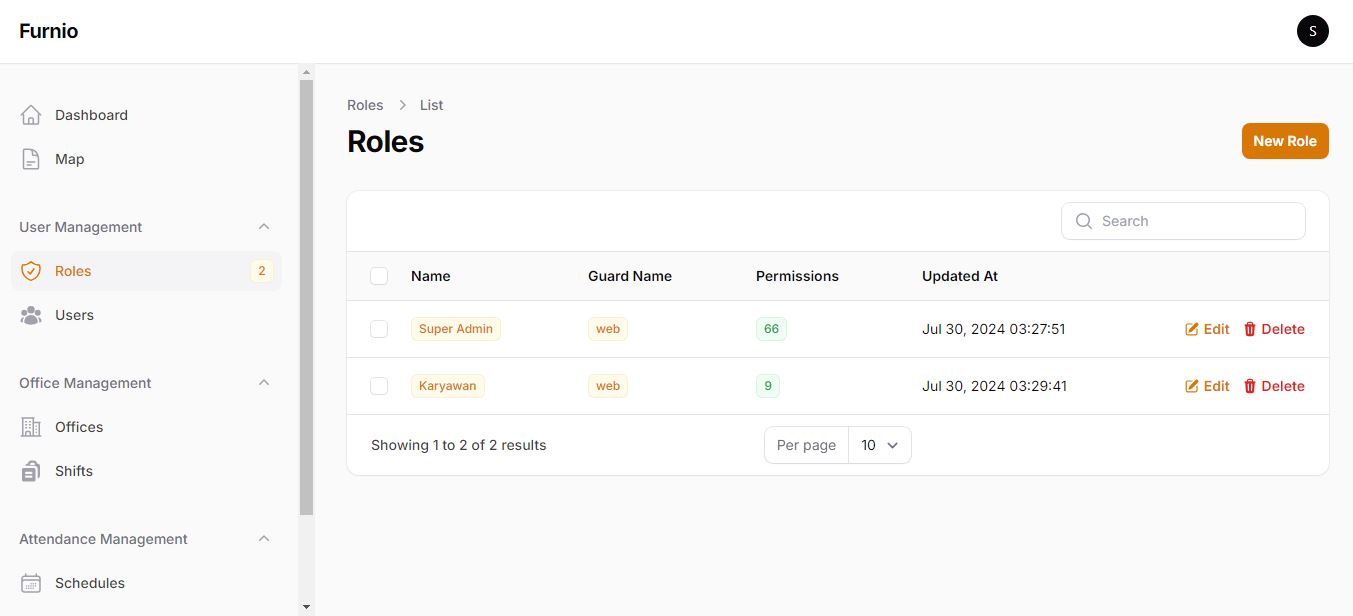 Furnio
S
Dashboard
Map
User Management
Roles 2
Users
Office Management
Offices
Shifts
Attendance Management
Schedules
Roles List
Roles
New Role
Search
Name Guard Name Permissions Updated At
Super Admin web 66 Jul 30, 2024 03:27:51 Edit Delete
Karyawan web 9 Jul 30, 2024 03:29:41 Edit Delete
Showing 1 to 2 of 2 results Per page 10